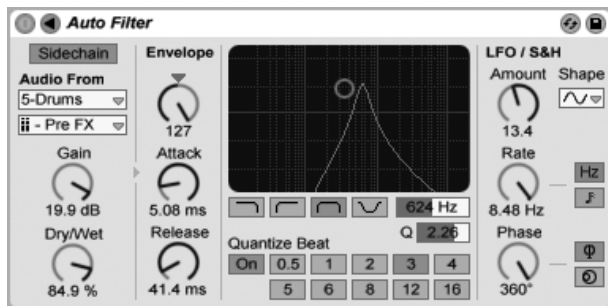 Auto Filter
Sidechain
Audio From
5-Drums
ii - Pre FX
Gain
19.9 dB
Dry/Wet
84.9 %
Envelope
127
Attack
5.08 ms
Release
41.4 ms
624 Hz
Q 2.26
Quantize Beat
On 0.5 1 2 3 4
5 6 8 12 16
LFO / S&H
Amount
13.4
Shape
Rate
8.48 Hz
Hz
Phase
360°
Φ